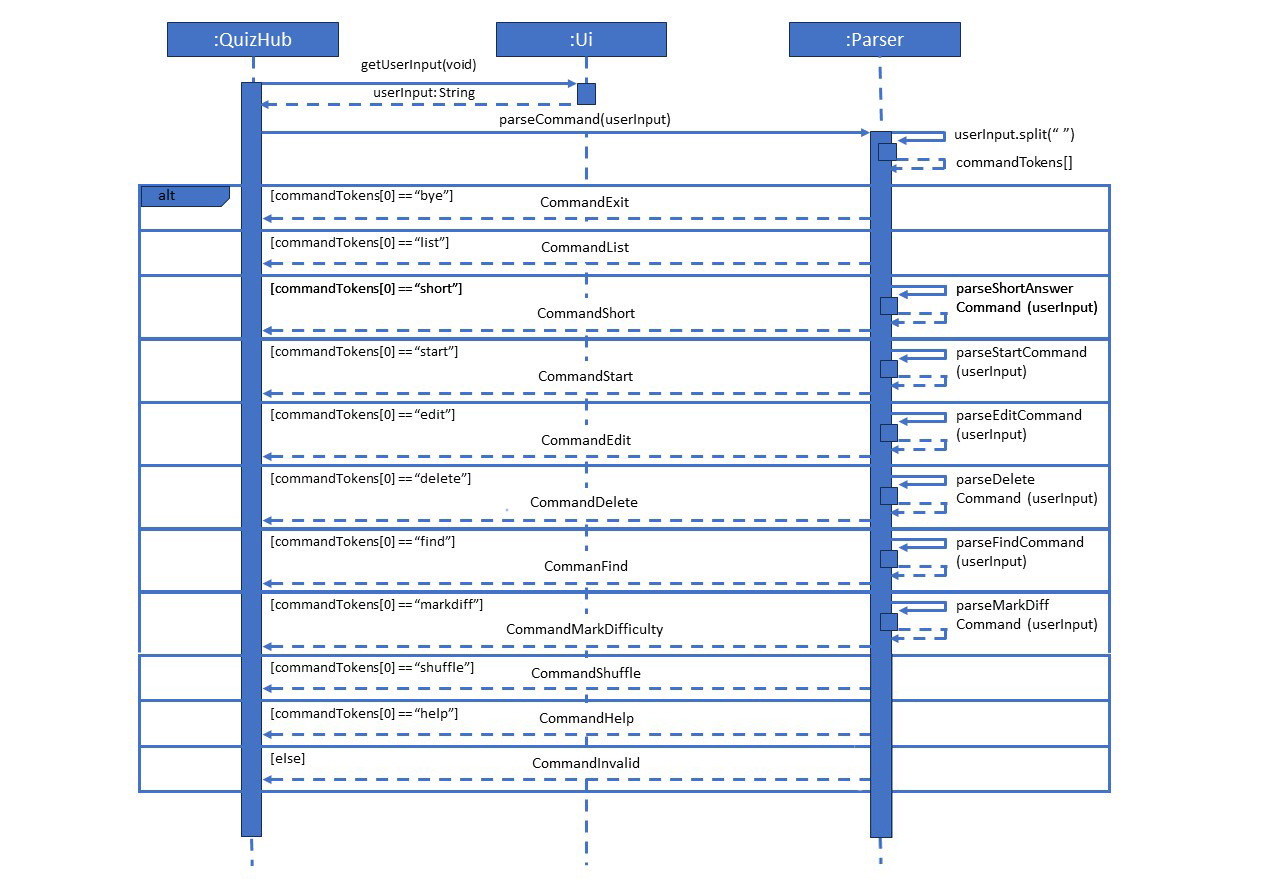 :QuizHub
:Ui
:Parser
getUserInput(void)
userInput: String
parseCommand(userInput)
userInput.split(“ ”)
commandTokens[]
alt
[commandTokens[0] == “bye”]
CommandExit
[commandTokens[0] == “list”]
CommandList
[commandTokens[0] == “short”]
CommandShort
parseShortAnswer
Command (userInput)
[commandTokens[0] == “start”]
CommandStart
parseStartCommand
(userInput)
[commandTokens[0] == “edit”]
CommandEdit
parseEditCommand
(userInput)
[commandTokens[0] == “delete”]
CommandDelete
parseDelete
Command (userInput)
[commandTokens[0] == “find”]
CommanFind
parseFindCommand
(userInput)
[commandTokens[0] == “markdiff”]
CommandMarkDifficulty
parseMarkDiff
Command (userInput)
[commandTokens[0] == “shuffle”]
CommandShuffle
[commandTokens[0] == “help”]
CommandHelp
[else]
CommandInvalid